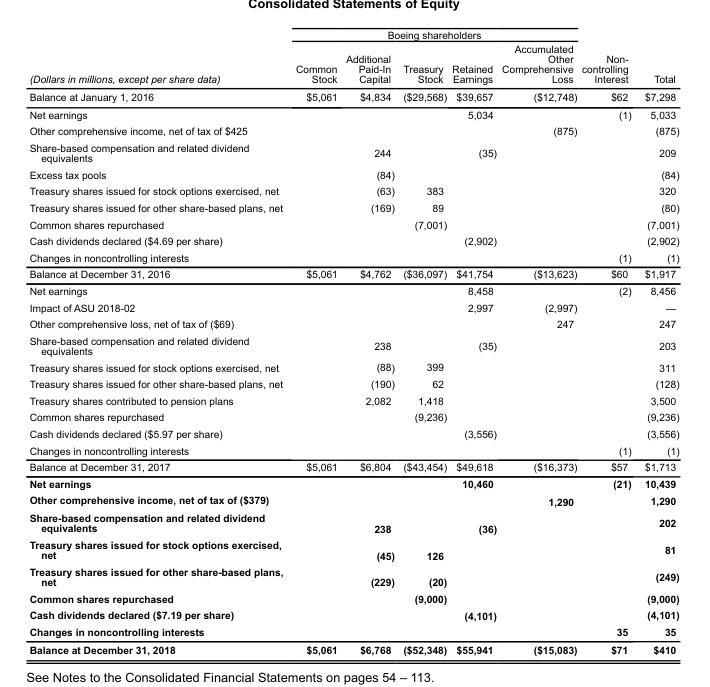 Consolidated Statements of Equity
Boeing shareholders
(Dollars in millions, except per share data) Common Stock Additional Paid-In Capital Treasury Stock Retained Earnings Accumulated Other Comprehensive Loss Non-controlling Interest Total
Balance at January 1, 2016 $5,061 $4,834 ($29,568) $39,657 ($12,748) $62 $7,298
Net earnings 5,034 (1) 5,033
Other comprehensive income, net of tax of $425 (875) (875)
Share-based compensation and related dividend
equivalents 244 (35) 209
Excess tax pools (84) (84)
Treasury shares issued for stock options exercised, net (63) 383 320
Treasury shares issued for other share-based plans, net (169) 89 (80)
Common shares repurchased (7,001) (7,001)
Cash dividends declared ($4.69 per share) (2,902) (2,902)
Changes in noncontrolling interests (1) (1)
Balance at December 31, 2016 $5,061 $4,762 ($36,097) $41,754 ($13,623) $60 $1,917
Net earnings 8,458 (2) 8,456
Impact of ASU 2018-02 2,997 (2,997) —
Other comprehensive loss, net of tax of ($69) 247 247
Share-based compensation and related dividend
equivalents 238 (35) 203
Treasury shares issued for stock options exercised, net (88) 399 311
Treasury shares issued for other share-based plans, net (190) 62 (128)
Treasury shares contributed to pension plans 2,082 1,418 3,500
Common shares repurchased (9,236) (9,236)
Cash dividends declared ($5.97 per share) (3,556) (3,556)
Changes in noncontrolling interests (1) (1)
Balance at December 31, 2017 $5,061 $6,804 ($43,454) $49,618 ($16,373) $57 $1,713
Net earnings 10,460 (21) 10,439
Other comprehensive income, net of tax of ($379) 1,290 1,290
Share-based compensation and related dividend
equivalents 238 (36) 202
Treasury shares issued for stock options exercised,
net (45) 126 81
Treasury shares issued for other share-based plans,
net (229) (20) (249)
Common shares repurchased (9,000) (9,000)
Cash dividends declared ($7.19 per share) (4,101) (4,101)
Changes in noncontrolling interests 35 35
Balance at December 31, 2018 $5,061 $6,768 ($52,348) $55,941 ($15,083) $71 $410
See Notes to the Consolidated Financial Statements on pages 54 – 113.